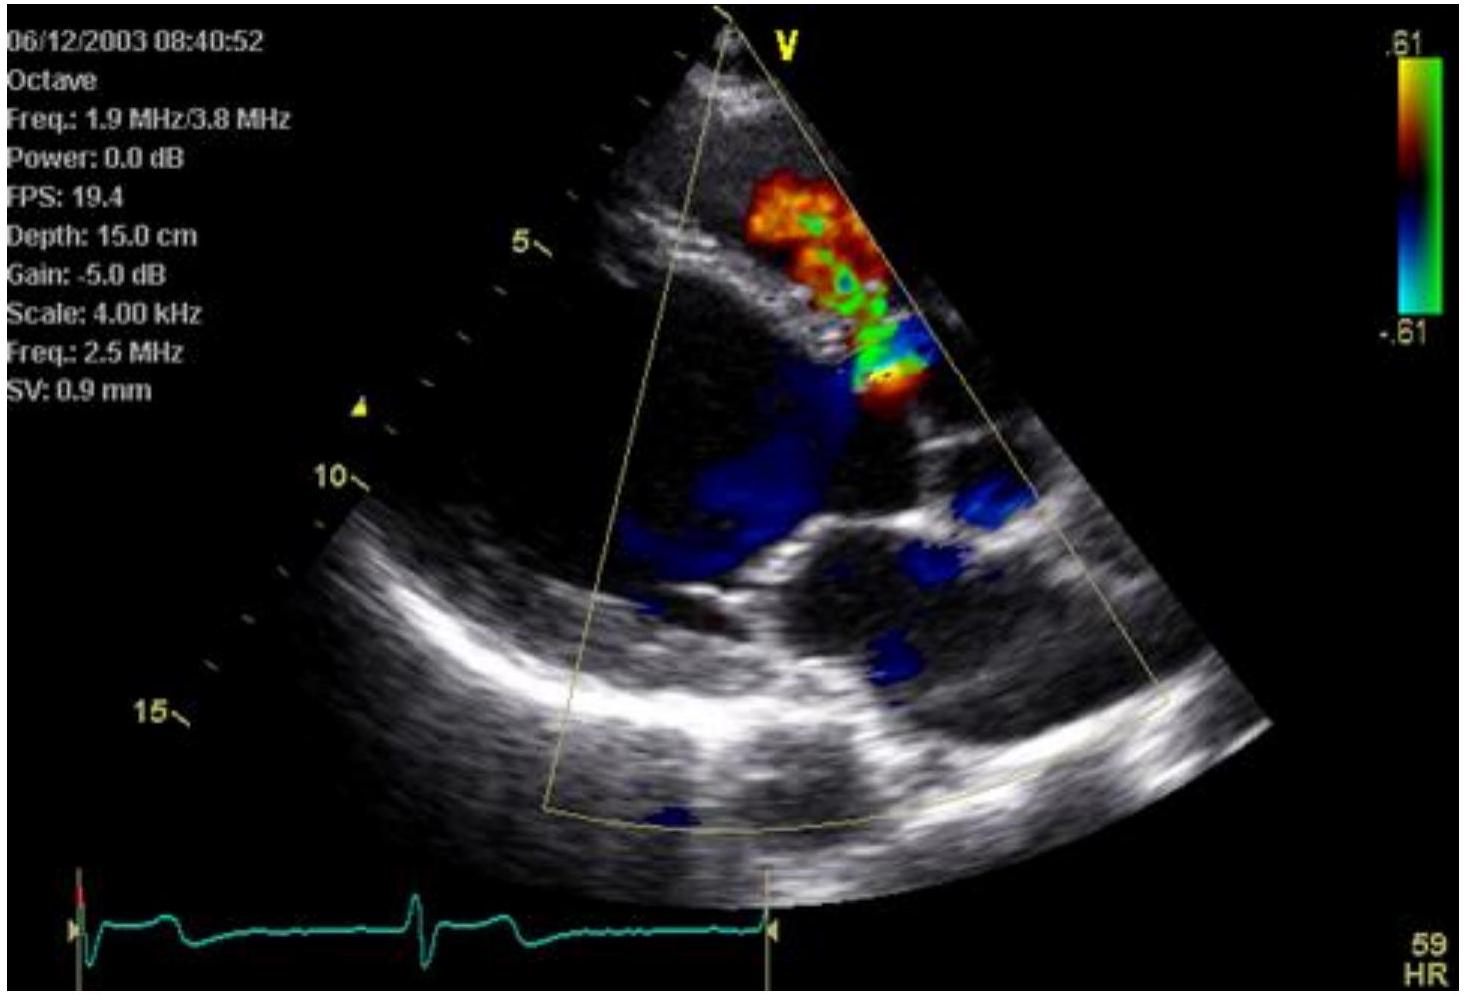 06/12/2003 08:40:52
Octave
Freq.: 1.9 MHz/3.8 MHz
Power: 0.0 dB
FPS: 19.4
Depth: 15.0 cm
Gain: -5.0 dB
Scale: 4.00 kHz
Freq.: 2.5 MHz
SV: 0.9 mm
V
.61
-.61
5
10
15
59
HR